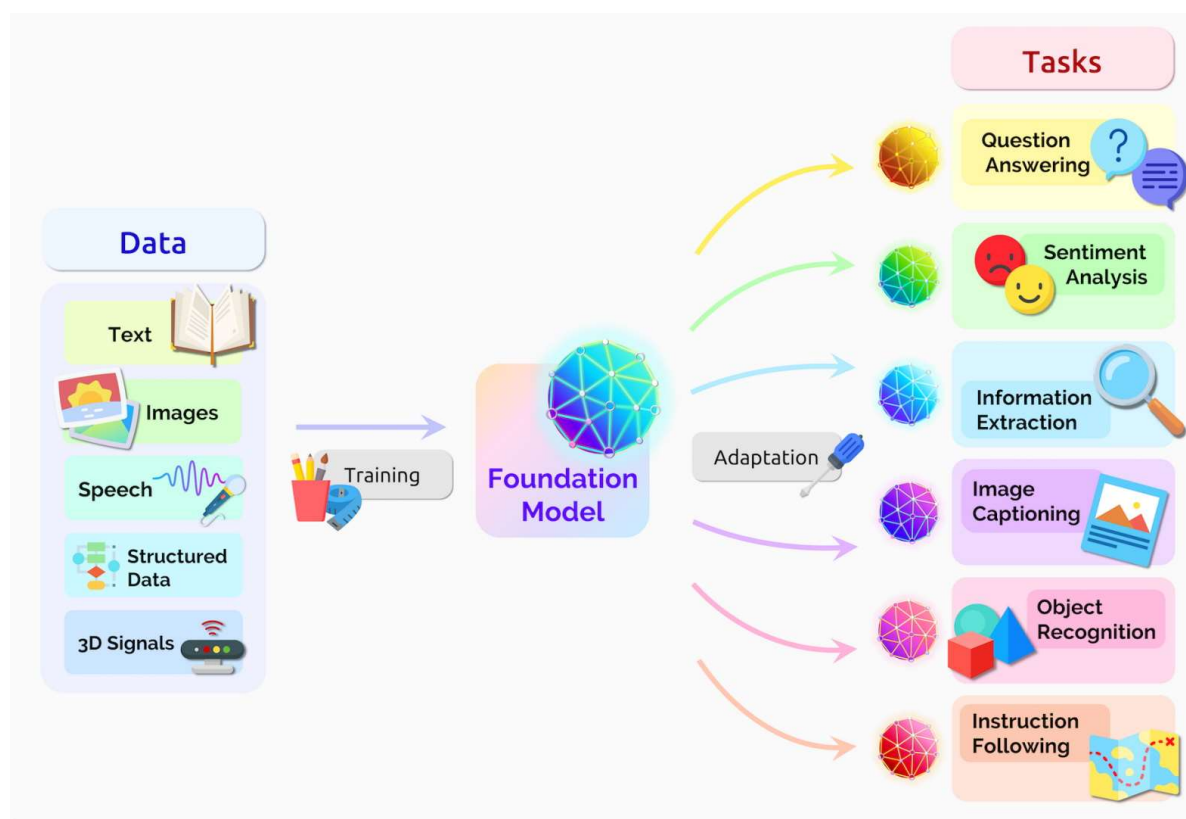 Data
Text
Images
Speech
Structured
Data
3D Signals
Training
Foundation
Model
Adaptation
Tasks
Question
Answering
?
Sentiment
Analysis
Information
Extraction
Image
Captioning
Object
Recognition
Instruction
Following